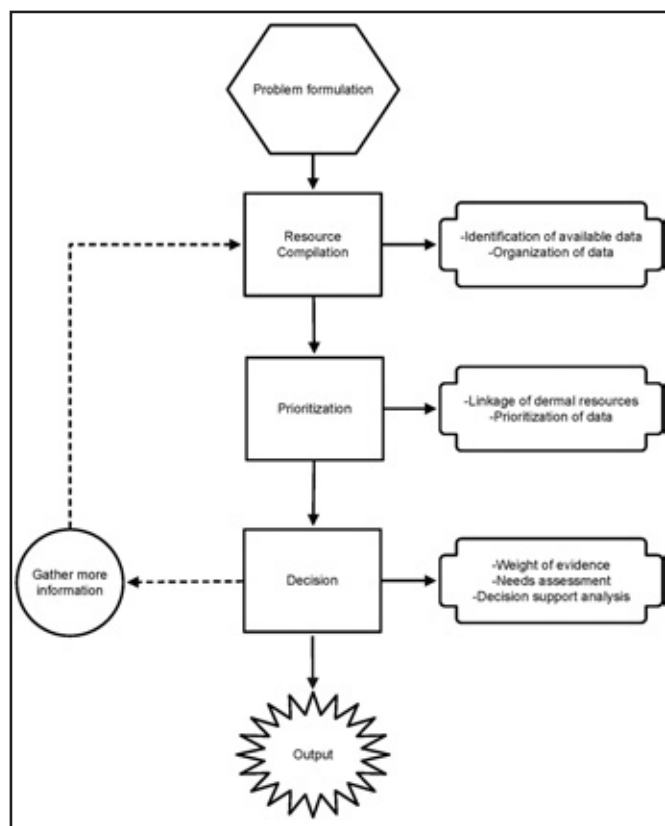 Problem formulation
Resource
Compilation
-Identification of available data
-Organization of data
Prioritization
-Linkage of dermal resources
-Prioritization of data
Gather more
information
Decision
-Weight of evidence
-Needs assessment
-Decision support analysis
Output